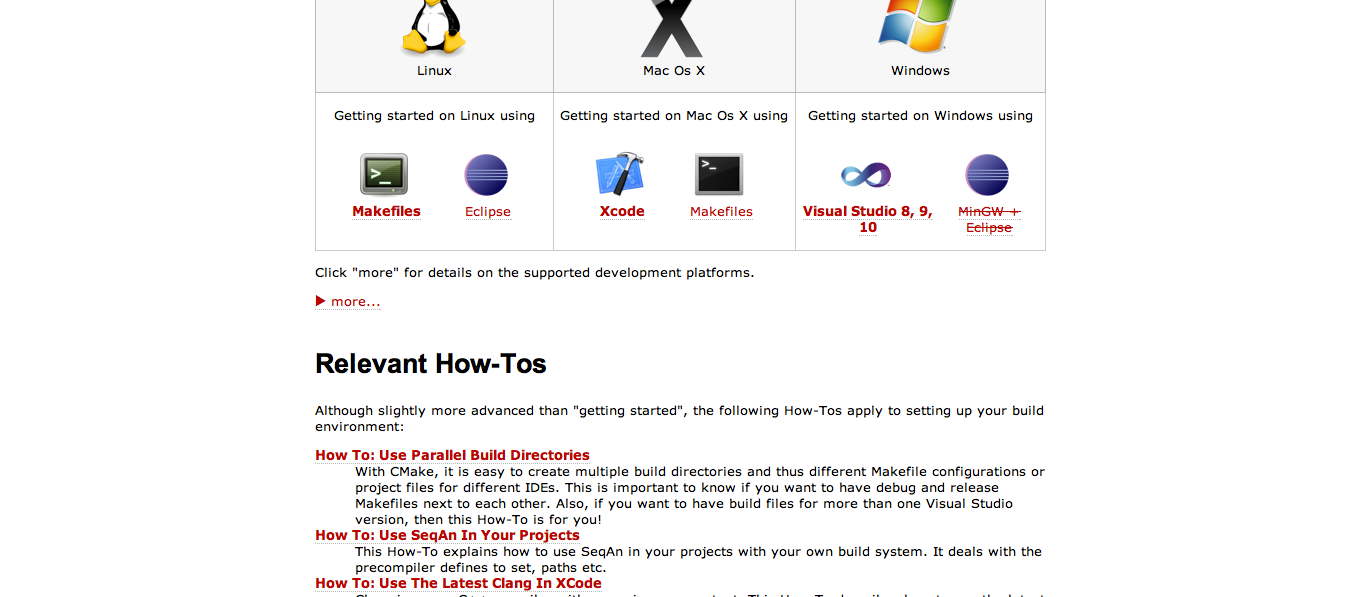 Linux
Mac Os X
Windows
Getting started on Linux using
Getting started on Mac Os X using
Getting started on Windows using
Makefiles
Eclipse
Xcode
Makefiles
Visual Studio 8, 9,
10
MinGW +
Eclipse
Click "more" for details on the supported development platforms.
more...
Relevant How-Tos
Although slightly more advanced than "getting started", the following How-Tos apply to setting up your build
environment:
How To: Use Parallel Build Directories
With CMake, it is easy to create multiple build directories and thus different Makefile configurations or
project files for different IDEs. This is important to know if you want to have debug and release
Makefiles next to each other. Also, if you want to have build files for more than one Visual Studio
version, then this How-To is for you!
How To: Use SeqAn In Your Projects
This How-To explains how to use SeqAn in your projects with your own build system. It deals with the
precompiler defines to set, paths etc.
How To: Use The Latest Clang In XCode